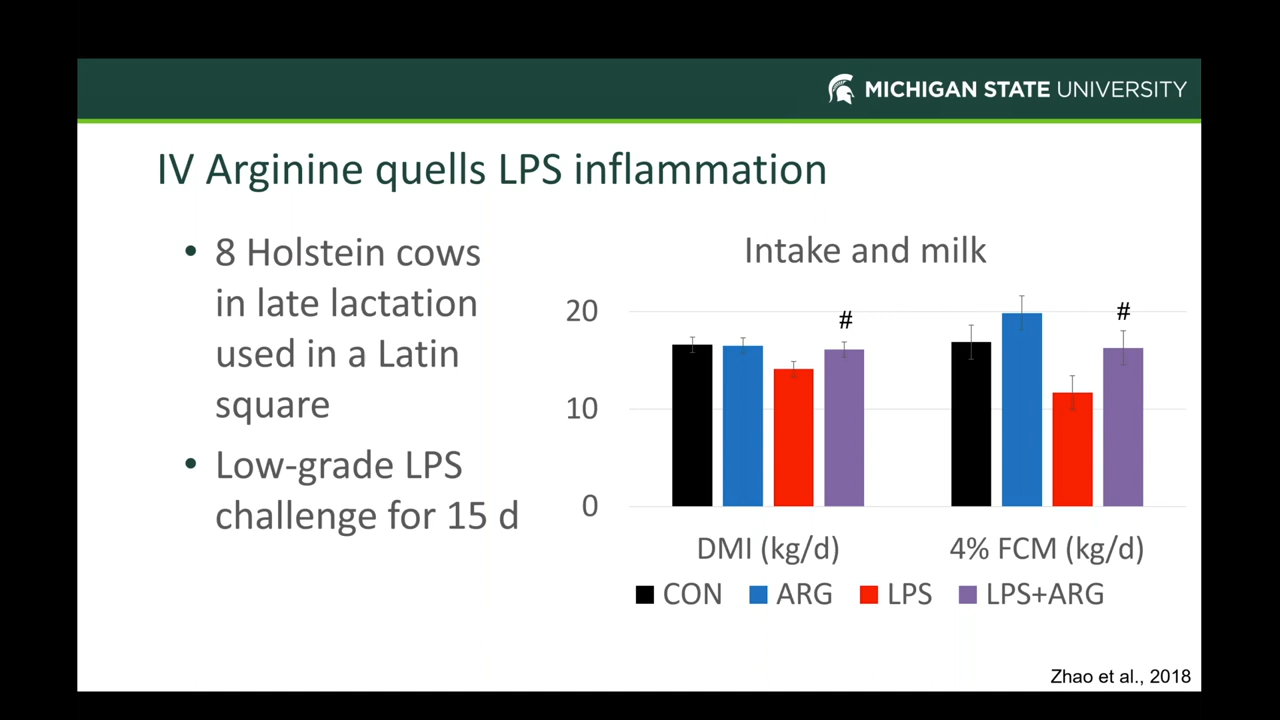 MICHIGAN STATE UNIVERSITY
IV Arginine quells LPS inflammation
• 8 Holstein cows
in late lactation
used in a Latin
square
• Low-grade LPS
challenge for 15 d
Intake and milk
20
10
0
# #
DMI (kg/d) 4% FCM (kg/d)
CON ARG LPS LPS+ARG
Zhao et al., 2018